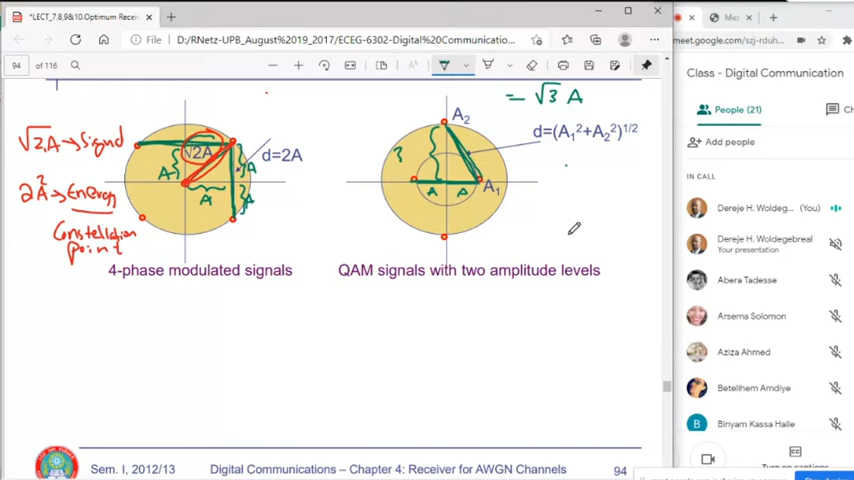 *LECT_7,8,9&10.Optimum Receiv
File
D:/RNetz-UPB_August%2019_2017/ECEG-6302-Digital%20Communicatio...
94 of 116
= √3 A
√2A → Signal
2A² → Energy
Constellation
point
√2A
A
A
A
A
d=2A
A₂
d=(A₁²+A₂²)^1/2
?
A
A
A₁
4-phase modulated signals
QAM signals with two amplitude levels
Sem. I, 2012/13
Digital Communications – Chapter 4: Receiver for AWGN Channels
94
meet.google.com/szj-rduh
Class - Digital Communication
People (21)
Add people
IN CALL
Dereje H. Woldeg... (You)
Dereje H. Woldegebreal
Your presentation
Abera Tadesse
Arsema Solomon
Aziza Ahmed
Betelihem Amdiye
B
Binyam Kassa Halle
Turn on captions